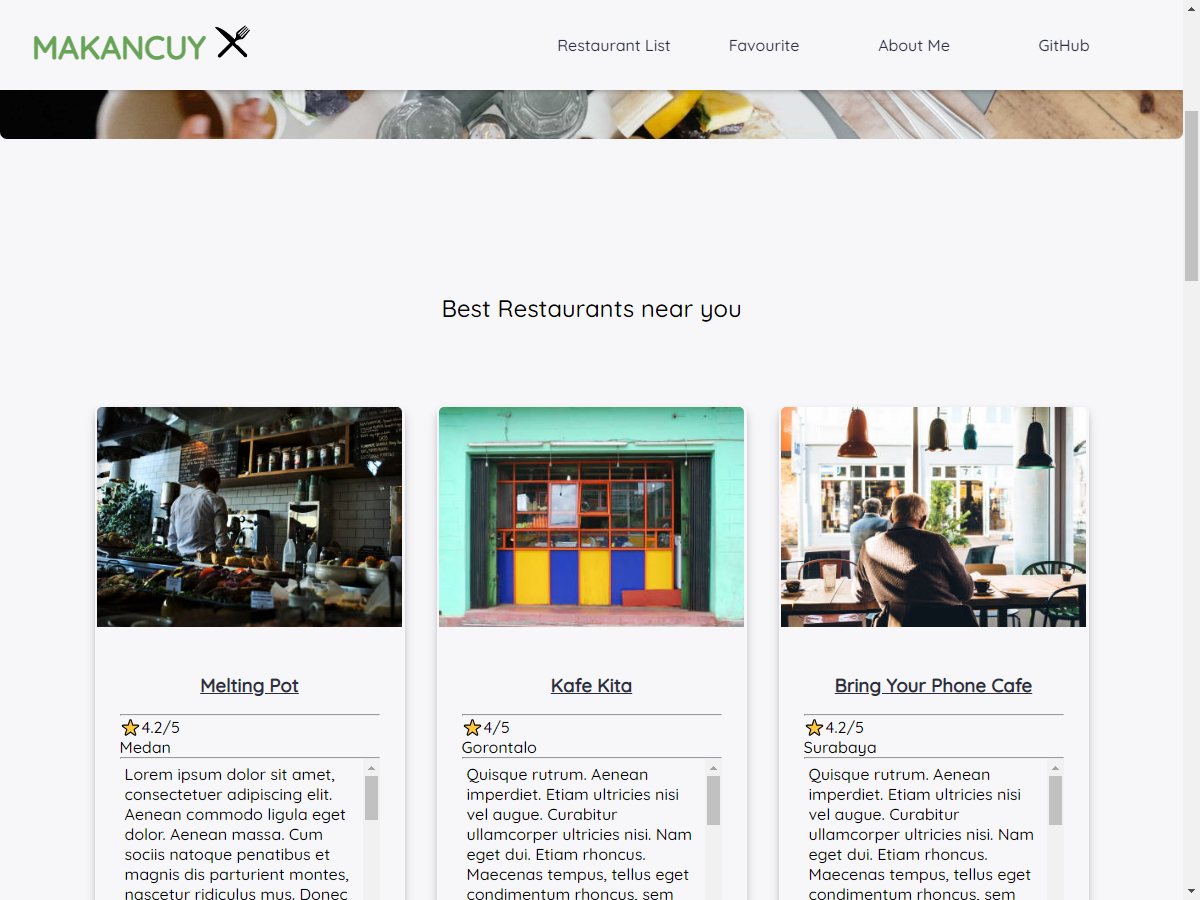 MAKANCUY
Restaurant List
Favourite
About Me
GitHub
Best Restaurants near you
Melting Pot
4.2/5
Medan
Lorem ipsum dolor sit amet,
consectetuer adipiscing elit.
Aenean commodo ligula eget
dolor. Aenean massa. Cum
sociis natoque penatibus et
magnis dis parturient montes,
nascetur ridiculus mus. Donec
Kafe Kita
4/5
Gorontalo
Quisque rutrum. Aenean
imperdiet. Etiam ultricies nisi
vel augue. Curabitur
ullamcorper ultricies nisi. Nam
eget dui. Etiam rhoncus.
Maecenas tempus, tellus eget
condimentum rhoncus, sem
Bring Your Phone Cafe
4.2/5
Surabaya
Quisque rutrum. Aenean
imperdiet. Etiam ultricies nisi
vel augue. Curabitur
ullamcorper ultricies nisi. Nam
eget dui. Etiam rhoncus.
Maecenas tempus, tellus eget
condimentum rhoncus, sem